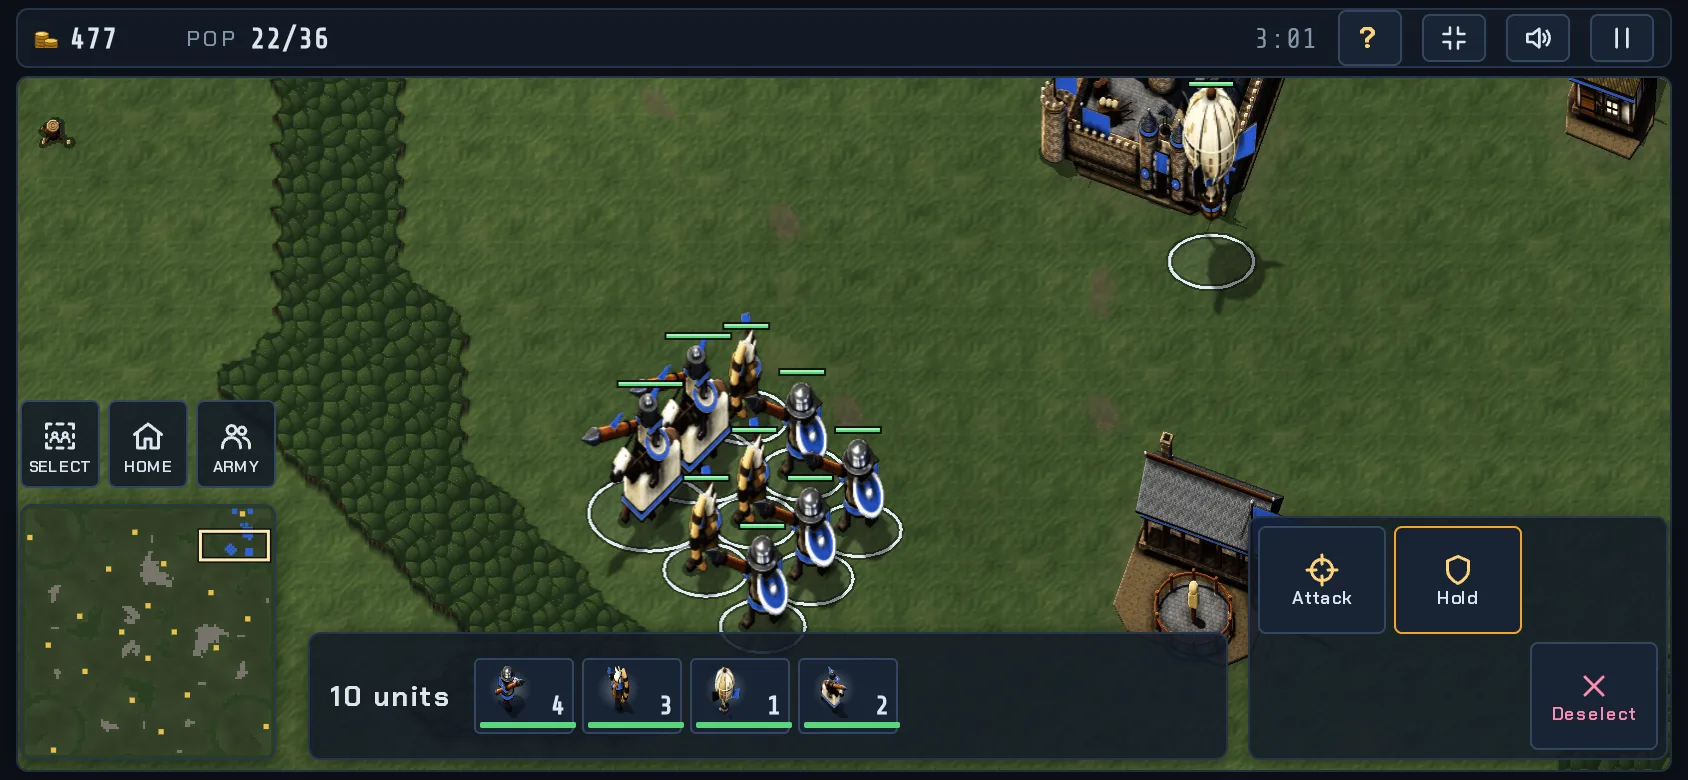 477 POP 22/36 3:01 ?
SELECT HOME ARMY
Attack Hold
10 units 4 3 1 2
Deselect